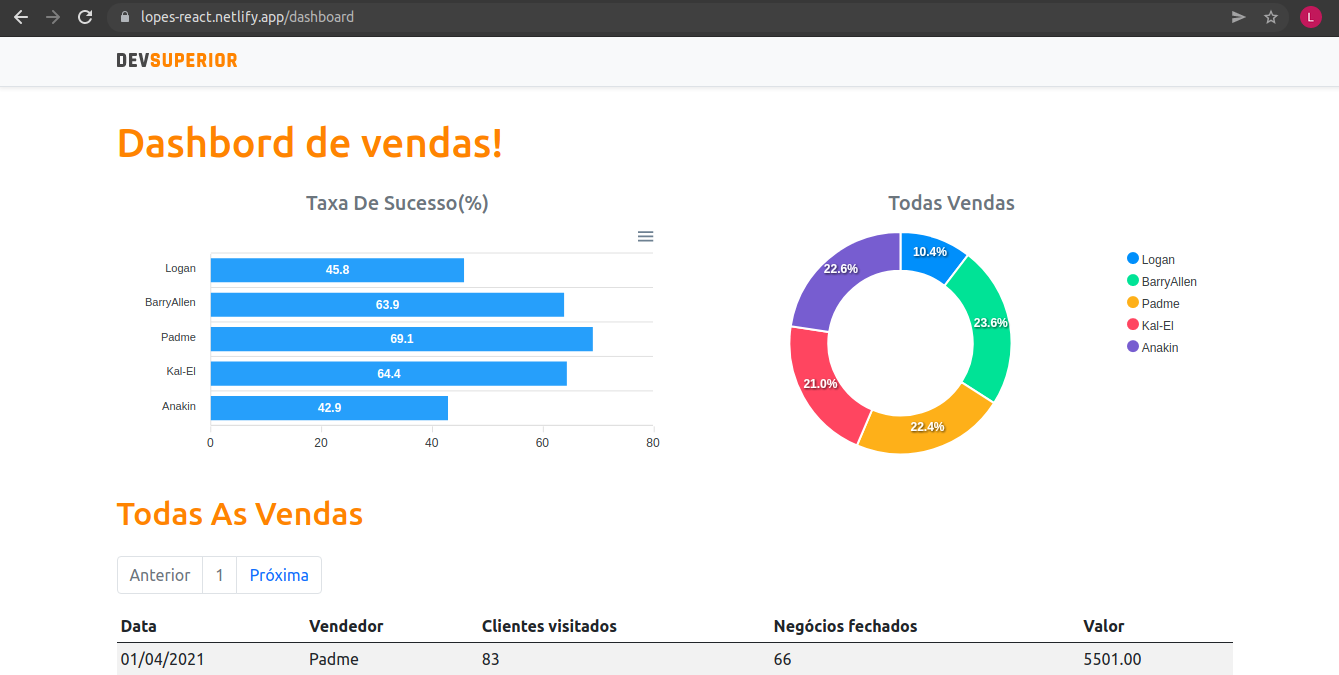 lopes-react.netlify.app/dashboard
L
DEVSUPERIOR
Dashbord de vendas!
Taxa De Sucesso(%)
Logan 45.8
BarryAllen 63.9
Padme 69.1
Kal-El 64.4
Anakin 42.9
0 20 40 60 80
Todas Vendas
10.4%
23.6%
22.4%
21.0%
22.6%
Logan
BarryAllen
Padme
Kal-El
Anakin
Todas As Vendas
Anterior 1 Próxima
Data Vendedor Clientes visitados Negócios fechados Valor
01/04/2021 Padme 83 66 5501.00